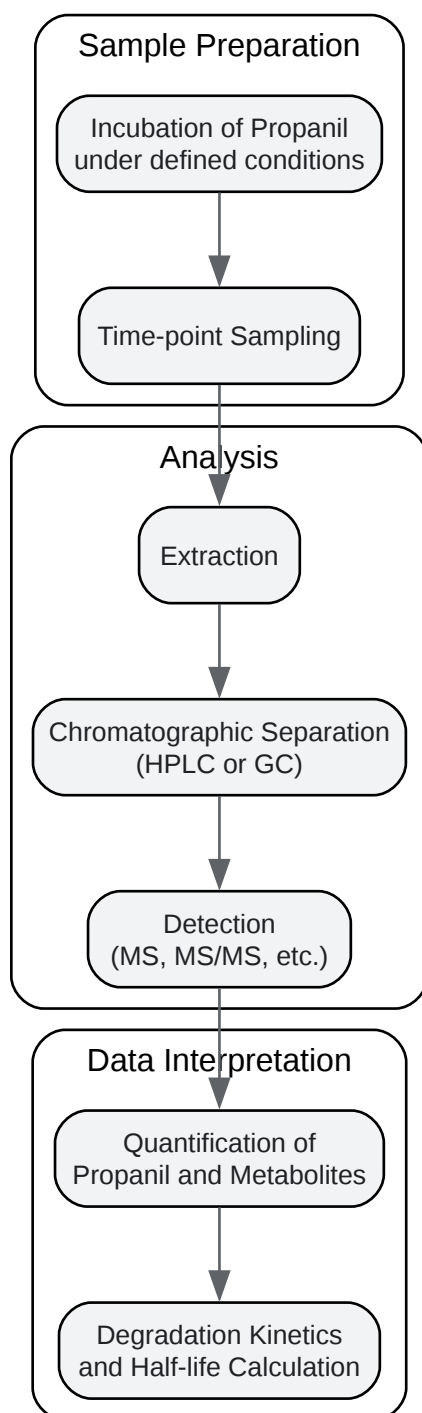 Sample Preparation
Incubation of Propanil
under defined conditions
Time-point Sampling
Analysis
Extraction
Chromatographic Separation
(HPLC or GC)
Detection
(MS, MS/MS, etc.)
Data Interpretation
Quantification of
Propanil and Metabolites
Degradation Kinetics
and Half-life Calculation